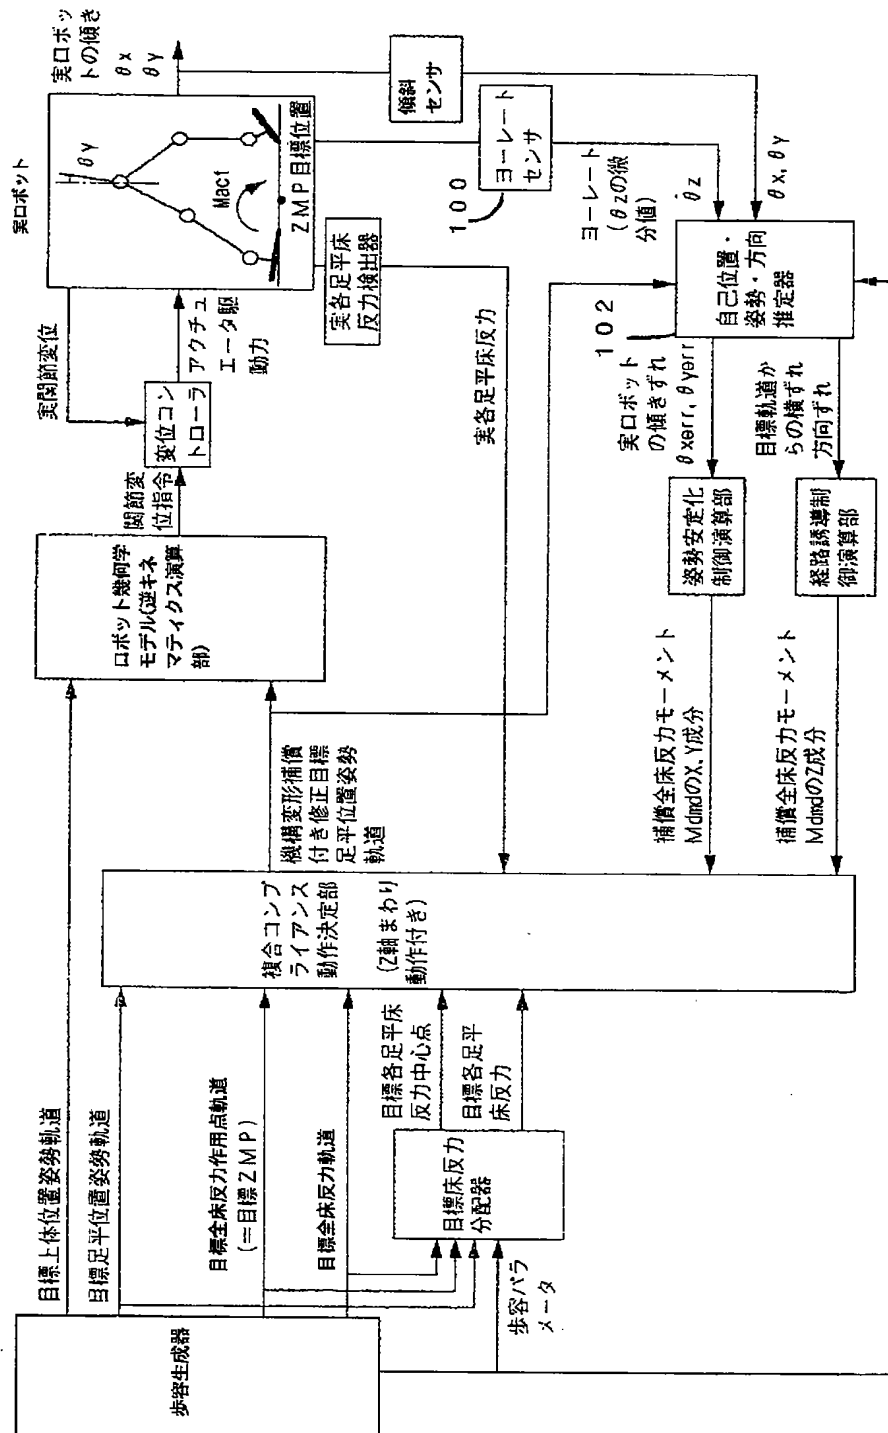 歩容生成器
目標上体位置姿勢軌道
目標足平位置姿勢軌道
目標全床反力作用点軌道
(=目標ZMP)
目標全床反力軌道
歩容パラ
メータ
目標床反力
分配器
目標各足平床
反力中心点
目標各足平
床反力
複合コンプ
ライアンス
動作決定部
(Z軸まわり
動作付き)
機構変形補償
付き修正目標
足平位置姿勢
軌道
ロボット幾何学
モデル(逆キネ
マティクス演算
部)
関節変
位指令
変位コン
トローラ
実関節変位
アクチュ
エータ駆
動力
実ロボット
θy
Mact
ZMP目標位置
実ロボッ
トの傾き
θx
θy
実各足平床
反力検出器
実各足平床反力
傾斜
センサ
ヨーレート
センサ
100
ヨーレート
(θzの微
分値)
θ̇z
θx,θy
自己位置・
姿勢・方向
推定器
102
実ロボット
の傾きずれ
θxerr,θyerr
目標軌道か
らの横ずれ
方向ずれ
姿勢安定化
制御演算部
経路誘導制
御演算部
補償全床反力モーメント
MdmdのX,Y成分
補償全床反力モーメント
MdmdのZ成分